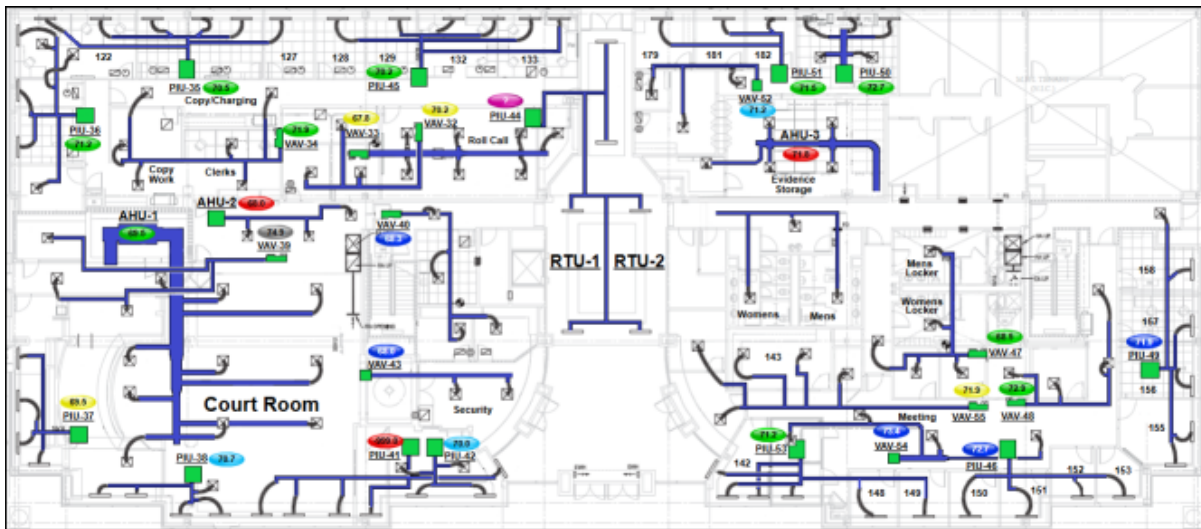 122
127
128
129
132
133
179
181
182
PIU-35
70.5
Copy/Charging
70.2
PIU-45
PIU-44
PIU-51
71.5
PIU-50
72.7
VAV-52
71.2
PIU-36
71.2
71.9
VAV-34
67.8
VAV-33
70.2
VAV-32
Roll Call
AHU-3
71.0
Evidence
Storage
Copy
Work
Clerks
AHU-2
68.0
AHU-1
69.5
74.9
VAV-39
VAV-40
68.3
RTU-1
RTU-2
Mens
Locker
Womens
Locker
Womens
Mens
158
157
156
155
71.9
PIU-49
VAV-47
143
VAV-43
Security
Court Room
69.5
PIU-37
71.9
VAV-55
72.9
VAV-48
Meeting
71.2
PIU-53
VAV-54
PIU-46
PIU-41
70.0
PIU-42
PIU-38
70.7
142
148
149
150
151
152
153